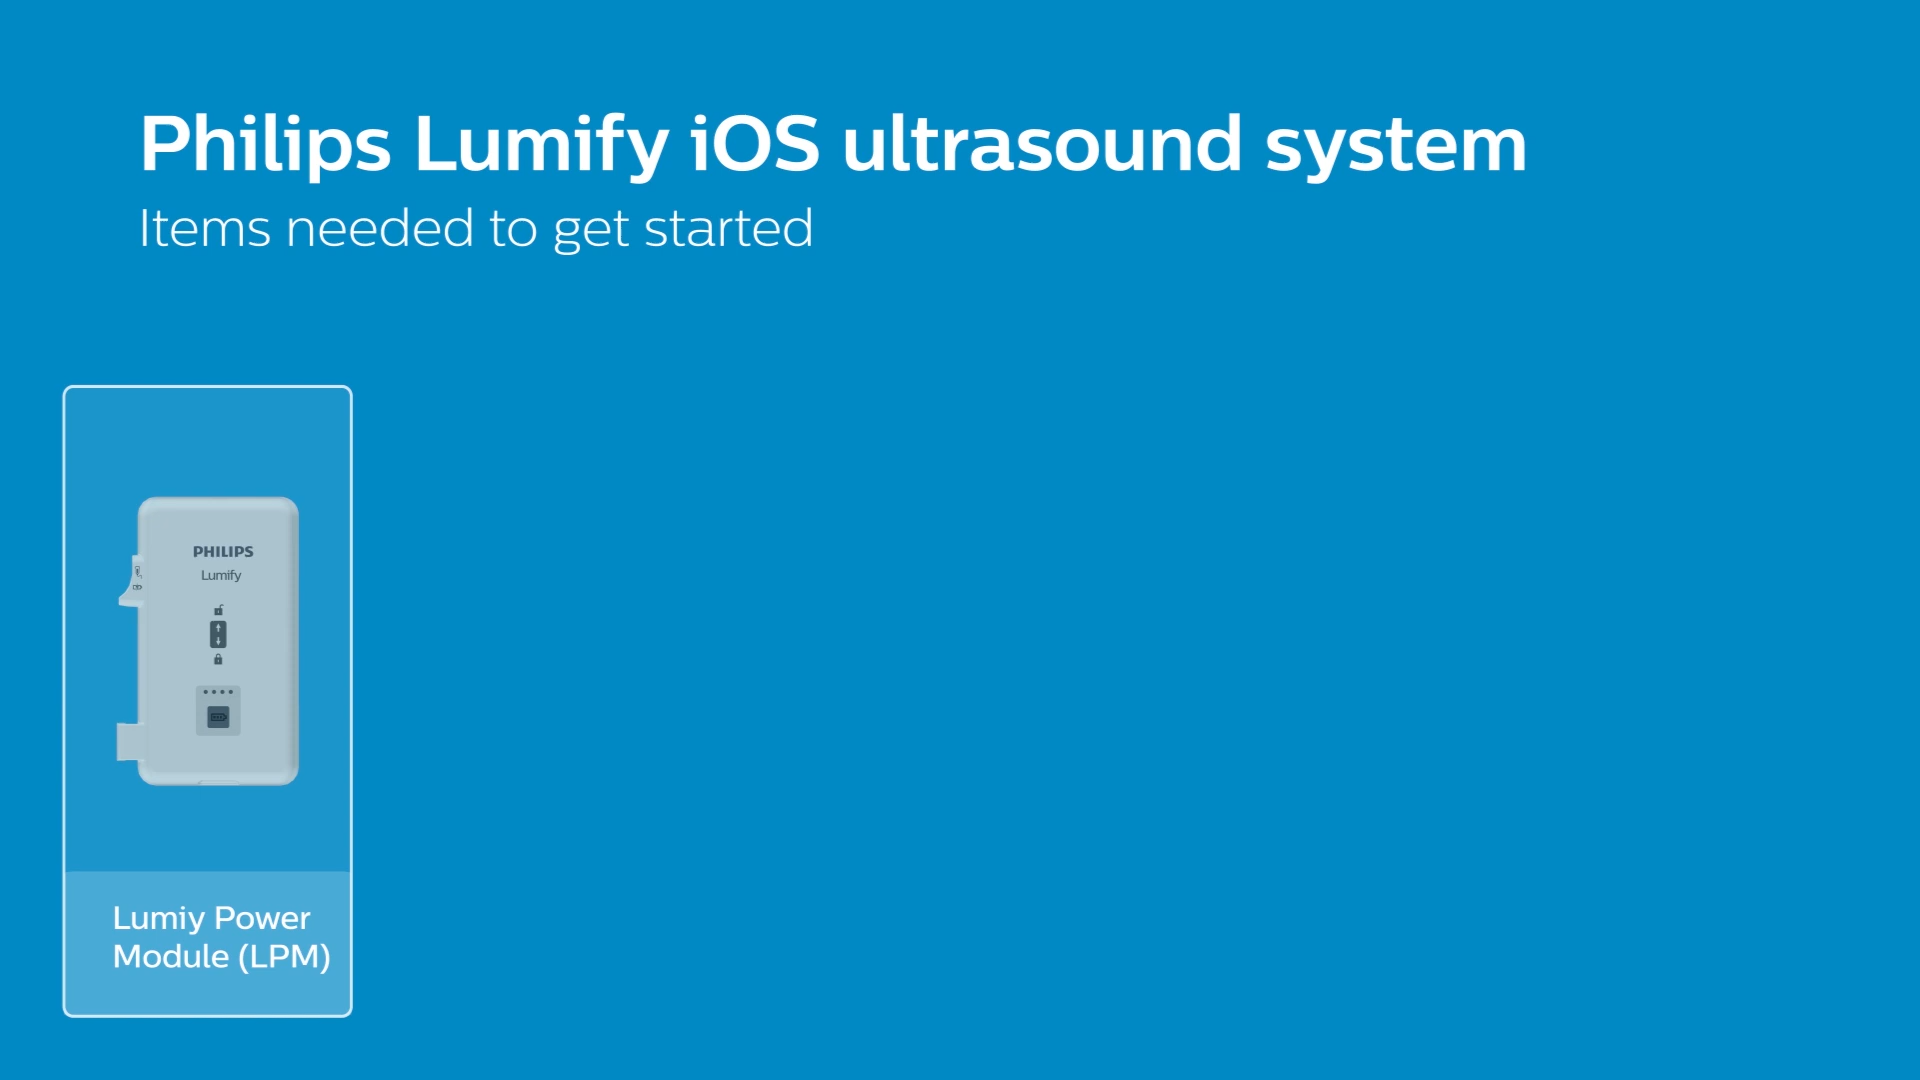 Philips Lumify iOS ultrasound system
Items needed to get started
PHILIPS
Lumify
Lumiy Power
Module (LPM)